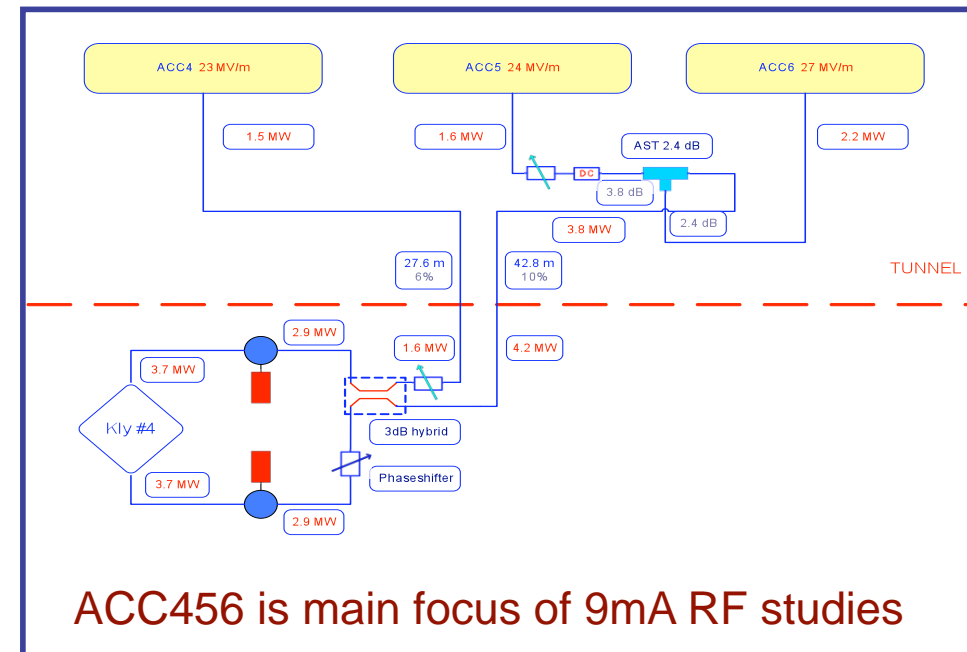 ACC4 23 MV/m
ACC5 24 MV/m
ACC6 27 MV/m
1.5 MW
1.6 MW
2.2 MW
AST 2.4 dB
DC
3.8 dB
2.4 dB
3.8 MW
27.6 m
6%
42.8 m
10%
TUNNEL
2.9 MW
1.6 MW
4.2 MW
3.7 MW
Kly #4
3dB hybrid
Phaseshifter
3.7 MW
2.9 MW
ACC456 is main focus of 9mA RF studies